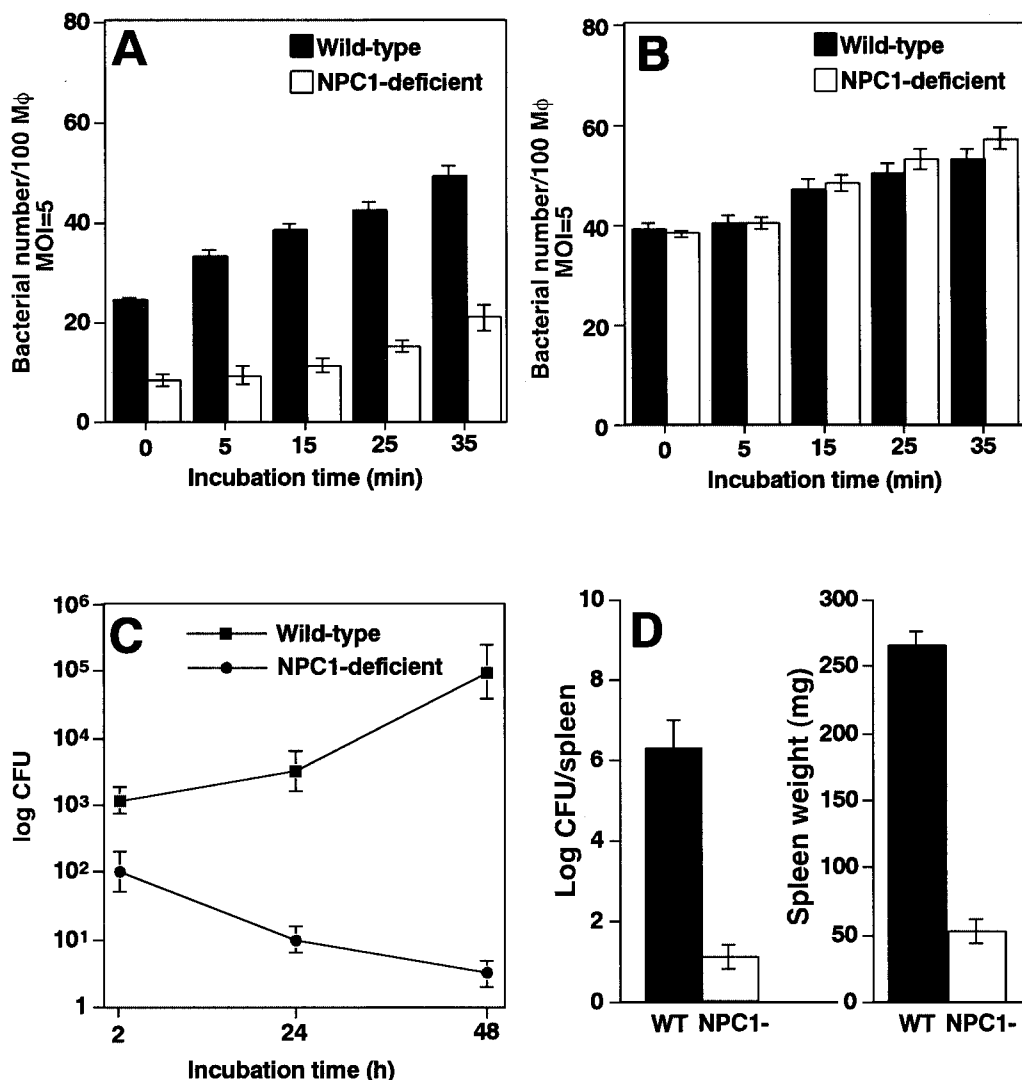 A
Wild-type
NPC1-deficient
80
60
40
20
0
Bacterial number/100 Mϕ
MOI=5
0 5 15 25 35
Incubation time (min)
B
Wild-type
NPC1-deficient
80
60
40
20
0
Bacterial number/100 Mϕ
MOI=5
0 5 15 25 35
Incubation time (min)
C
Wild-type
NPC1-deficient
10⁶
10⁵
10⁴
10³
10²
10¹
1
log CFU
2 24 48
Incubation time (h)
D
10
8
6
4
2
0
Log CFU/spleen
WT NPC1-
300
250
200
150
100
50
0
Spleen weight (mg)
WT NPC1-